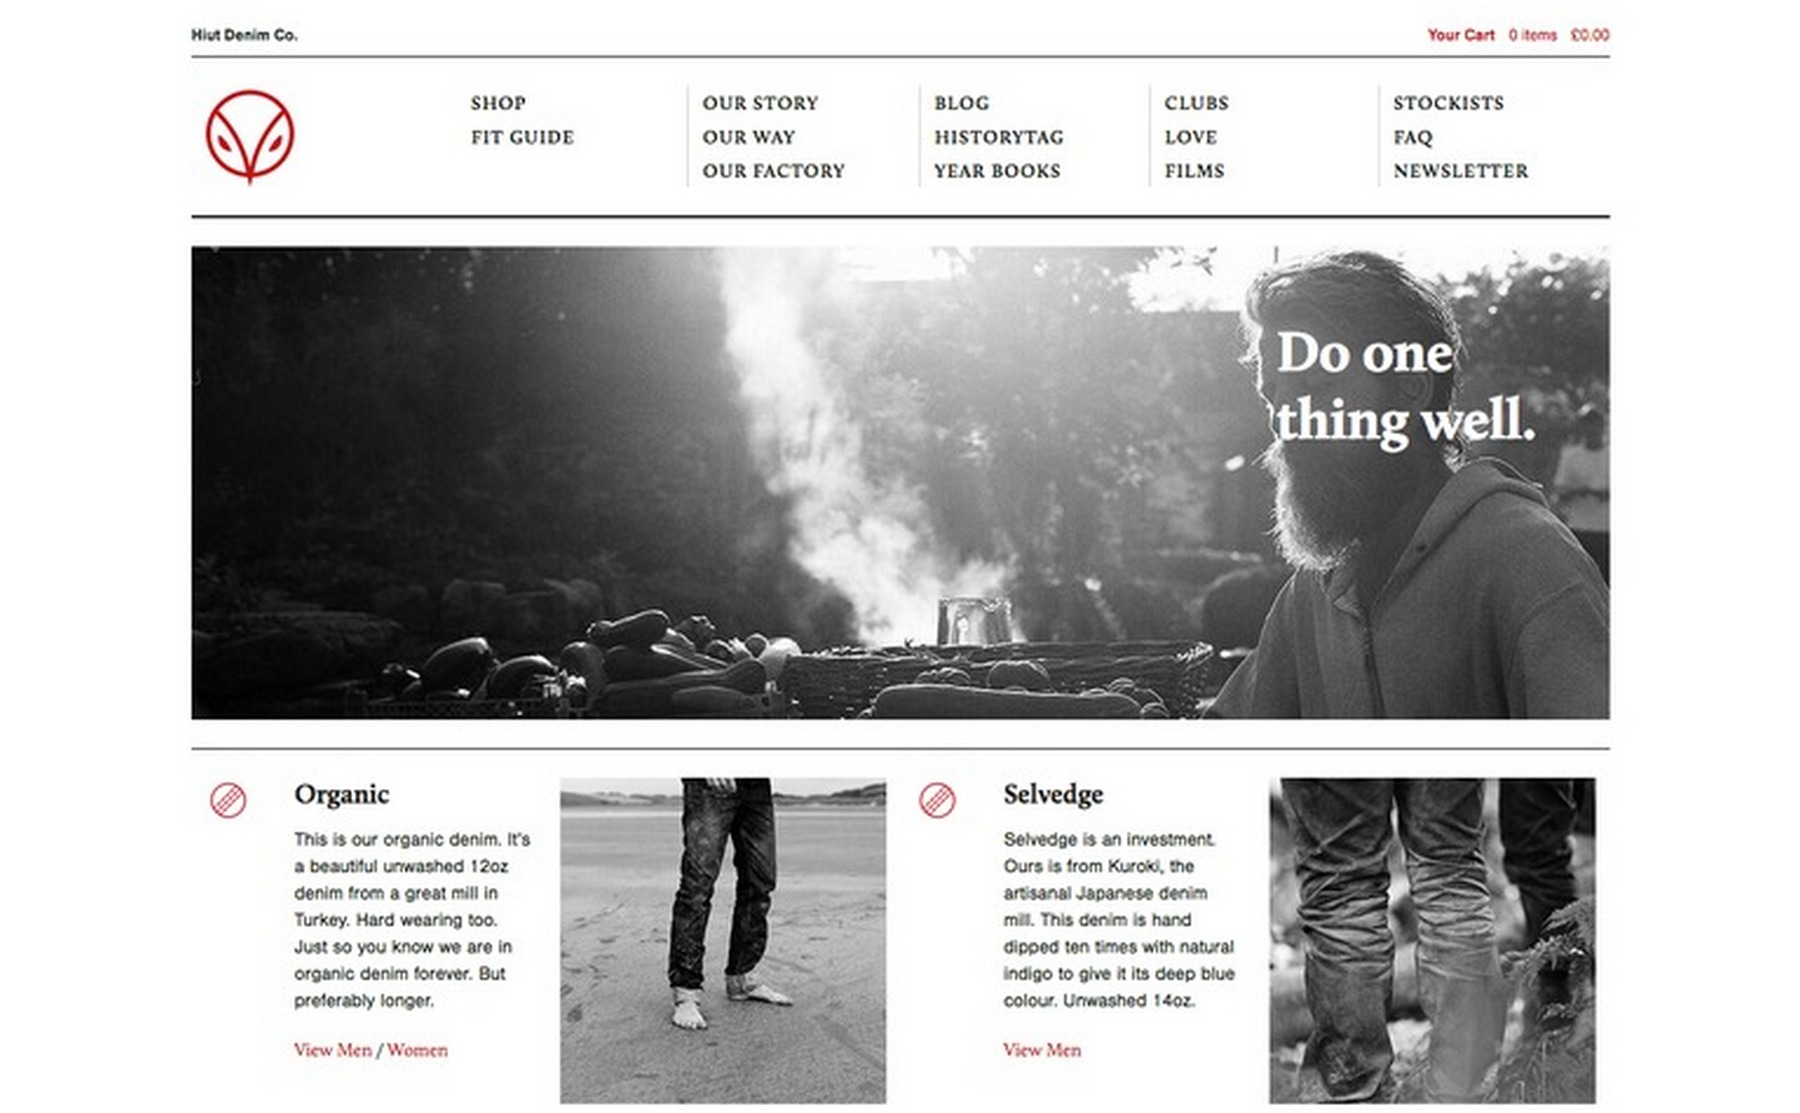 Hiut Denim Co.
Your Cart 0 items £0.00
SHOP
FIT GUIDE
OUR STORY
OUR WAY
OUR FACTORY
BLOG
HISTORYTAG
YEAR BOOKS
CLUBS
LOVE
FILMS
STOCKISTS
FAQ
NEWSLETTER
Do one
thing well.
Organic
This is our organic denim. It's
a beautiful unwashed 12oz
denim from a great mill in
Turkey. Hard wearing too.
Just so you know we are in
organic denim forever. But
preferably longer.
View Men / Women
Selvedge
Selvedge is an investment.
Ours is from Kuroki, the
artisanal Japanese denim
mill. This denim is hand
dipped ten times with natural
indigo to give it its deep blue
colour. Unwashed 14oz.
View Men